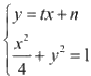 y = tx + n
x²/4 + y² = 1